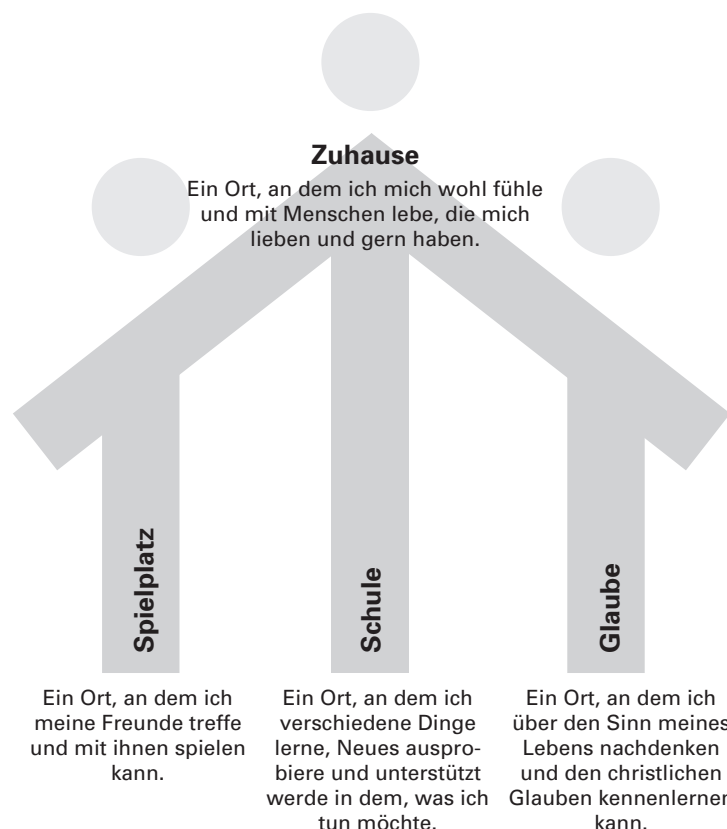 Zuhause
Ein Ort, an dem ich mich wohl fühle
und mit Menschen lebe, die mich
lieben und gern haben.
Spielplatz
Schule
Glaube
Ein Ort, an dem ich
meine Freunde treffe
und mit ihnen spielen
kann.
Ein Ort, an dem ich
verschiedene Dinge
lerne, Neues auspro-
biere und unterstützt
werde in dem, was ich
tun möchte.
Ein Ort, an dem ich
über den Sinn meines
Lebens nachdenken
und den christlichen
Glauben kennenlernen
kann.